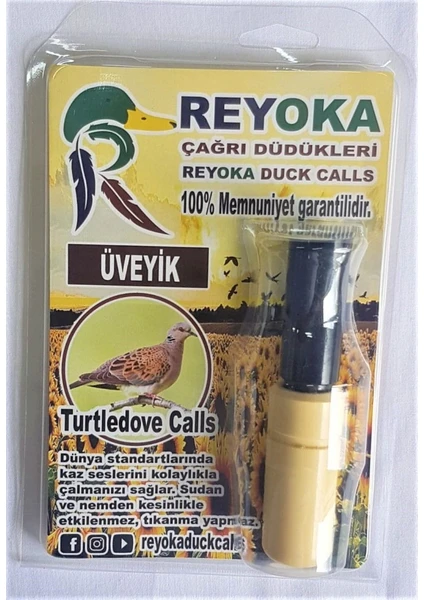 REYOKA
ÇAĞRI DÜDÜKLERİ
REYOKA DUCK CALLS
100% Memnuniyet garantilidir.
ÜVEYİK
Turtledove Calls
Dünya standartlarında
kaz seslerini kolaylıkla
çalmanızı sağlar. Sudan
ve nemden kesinlikle
etkilenmez, tıkanma yapmaz,
reyokaduckcalls